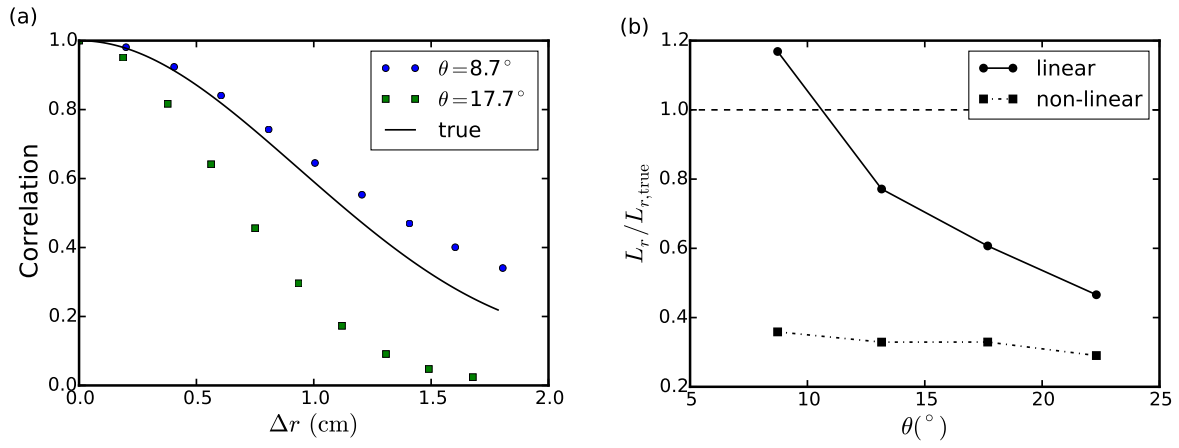 (a)
Correlation
1.0
0.8
0.6
0.4
0.2
0.0
0.0 0.5 1.0 1.5 2.0
Δr (cm)
θ=8.7°
θ=17.7°
true
(b)
L_r/L_{r,true}
1.2
1.0
0.8
0.6
0.4
0.2
5 10 15 20 25
θ(°)
linear
non-linear